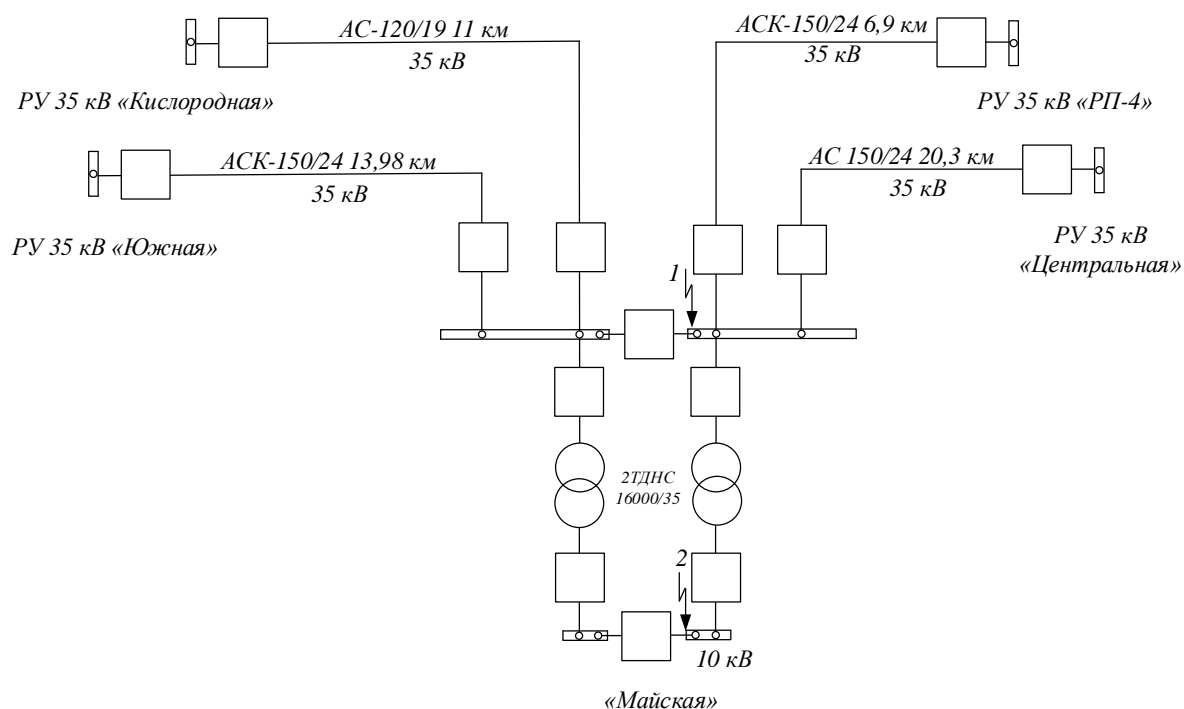 АС-120/19 11 км
35 кВ
РУ 35 кВ «Кислородная»
АСК-150/24 6,9 км
35 кВ
РУ 35 кВ «РП-4»
АСК-150/24 13,98 км
35 кВ
РУ 35 кВ «Южная»
АС 150/24 20,3 км
35 кВ
РУ 35 кВ
«Центральная»
1
2ТДНС
16000/35
2
10 кВ
«Майская»